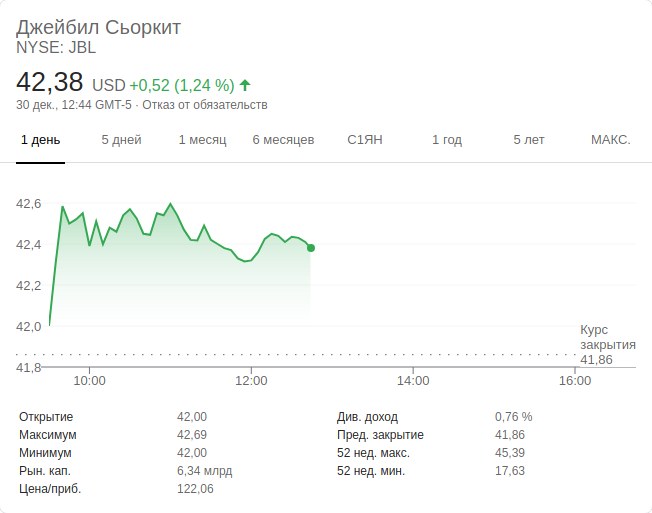 Джейбил Сьоркит
NYSE: JBL
42,38 USD +0,52 (1,24 %)
30 дек., 12:44 GMT-5 · Отказ от обязательств
1 день 5 дней 1 месяц 6 месяцев С1ЯН 1 год 5 лет МАКС.
42,6
42,4
42,2
42,0
Курс
закрытия
41,86
41,8
10:00 12:00 14:00 16:00
Открытие 42,00 Див. доход 0,76 %
Максимум 42,69 Пред. закрытие 41,86
Минимум 42,00 52 нед. макс. 45,39
Рын. кап. 6,34 млрд 52 нед. мин. 17,63
Цена/приб. 122,06